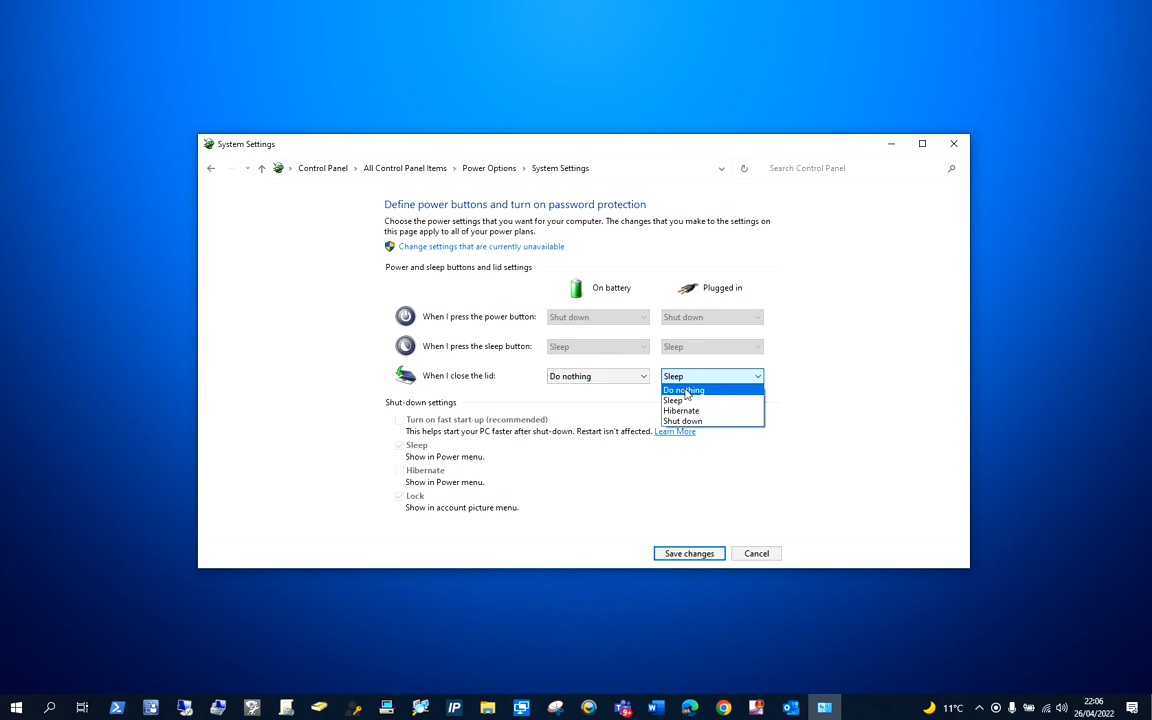 System Settings
Control Panel › All Control Panel Items › Power Options › System Settings
Search Control Panel
Define power buttons and turn on password protection
Choose the power settings that you want for your computer. The changes that you make to the settings on
this page apply to all of your power plans.
Change settings that are currently unavailable
Power and sleep buttons and lid settings
On battery Plugged in
When I press the power button: Shut down Shut down
When I press the sleep button: Sleep Sleep
When I close the lid: Do nothing Sleep
Do nothing
Sleep
Hibernate
Shut down
Shut-down settings
Turn on fast start-up (recommended)
This helps start your PC faster after shut-down. Restart isn't affected. Learn More
Sleep
Show in Power menu.
Hibernate
Show in Power menu.
Lock
Show in account picture menu.
Save changes Cancel
IP
11°C
22:06
26/04/2022